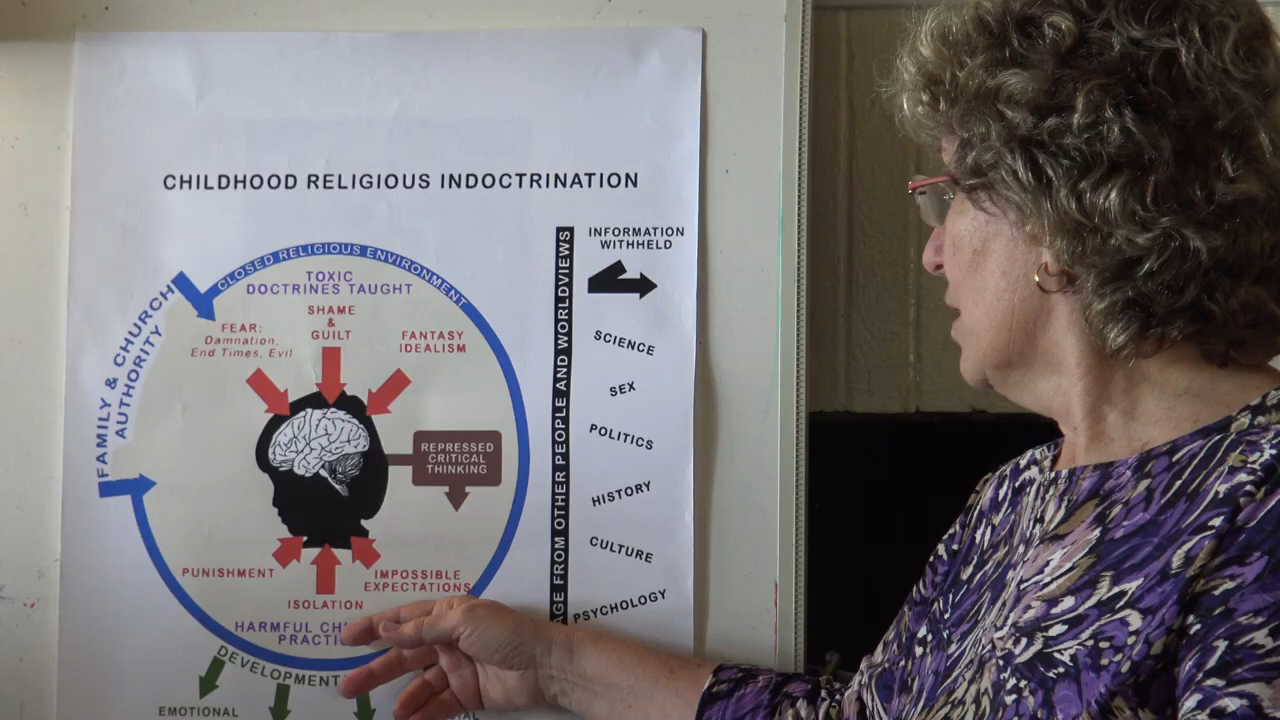 CHILDHOOD RELIGIOUS INDOCTRINATION
CLOSED RELIGIOUS ENVIRONMENT
FAMILY & CHURCH
AUTHORITY
TOXIC
DOCTRINES TAUGHT
SHAME
&
GUILT
FEAR:
Damnation,
End Times, Evil
FANTASY
IDEALISM
REPRESSED
CRITICAL
THINKING
PUNISHMENT
ISOLATION
IMPOSSIBLE
EXPECTATIONS
HARMFUL
EMOTIONAL
FROM OTHER PEOPLE AND WORLDVIEWS
INFORMATION
WITHHELD
SCIENCE
SEX
POLITICS
HISTORY
CULTURE
PSYCHOLOGY